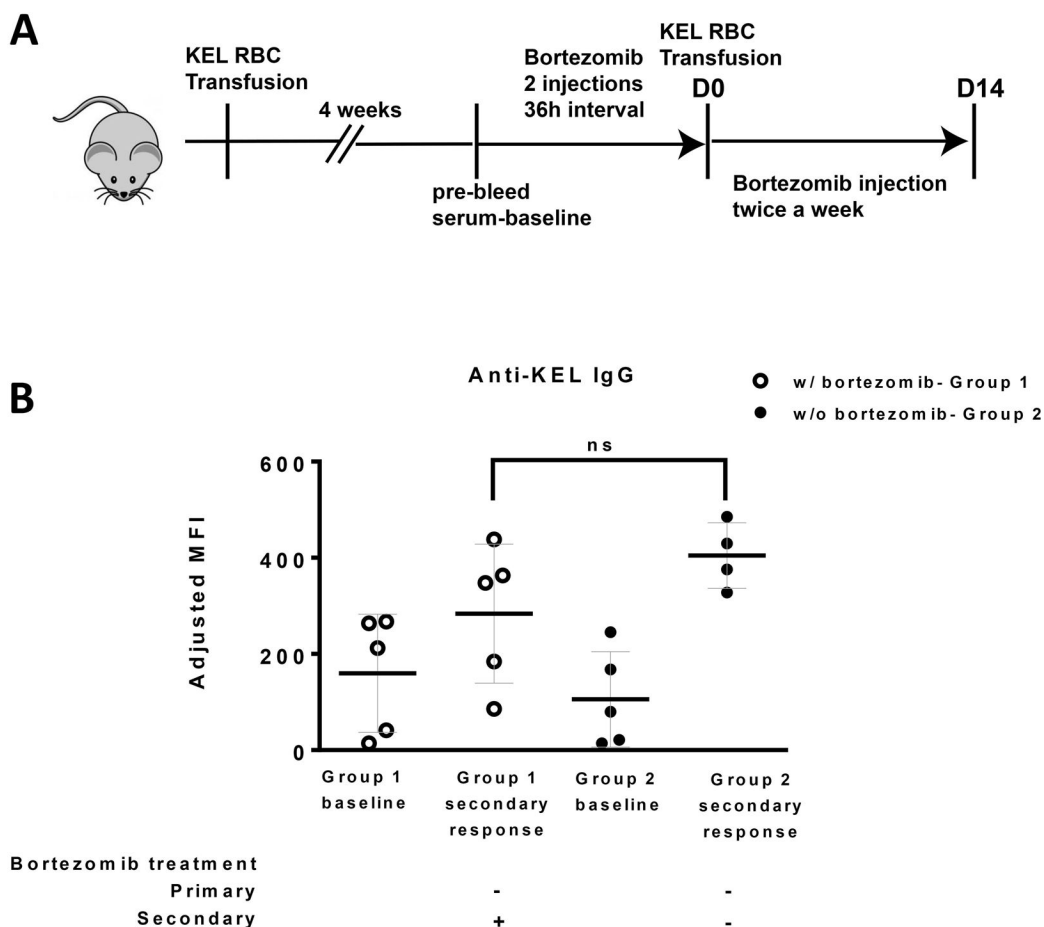 A
KEL RBC
Transfusion
4 weeks
pre-bleed
serum-baseline
Bortezomib
2 injections
36h interval
KEL RBC
Transfusion
D0
D14
Bortezomib injection
twice a week
B
Anti-KEL IgG
w/ bortezomib- Group 1
w/o bortezomib- Group 2
ns
Adjusted MFI
600
400
200
0
Group 1
baseline
Group 1
secondary
response
Group 2
baseline
Group 2
secondary
response
Bortezomib treatment
Primary - -
Secondary + -